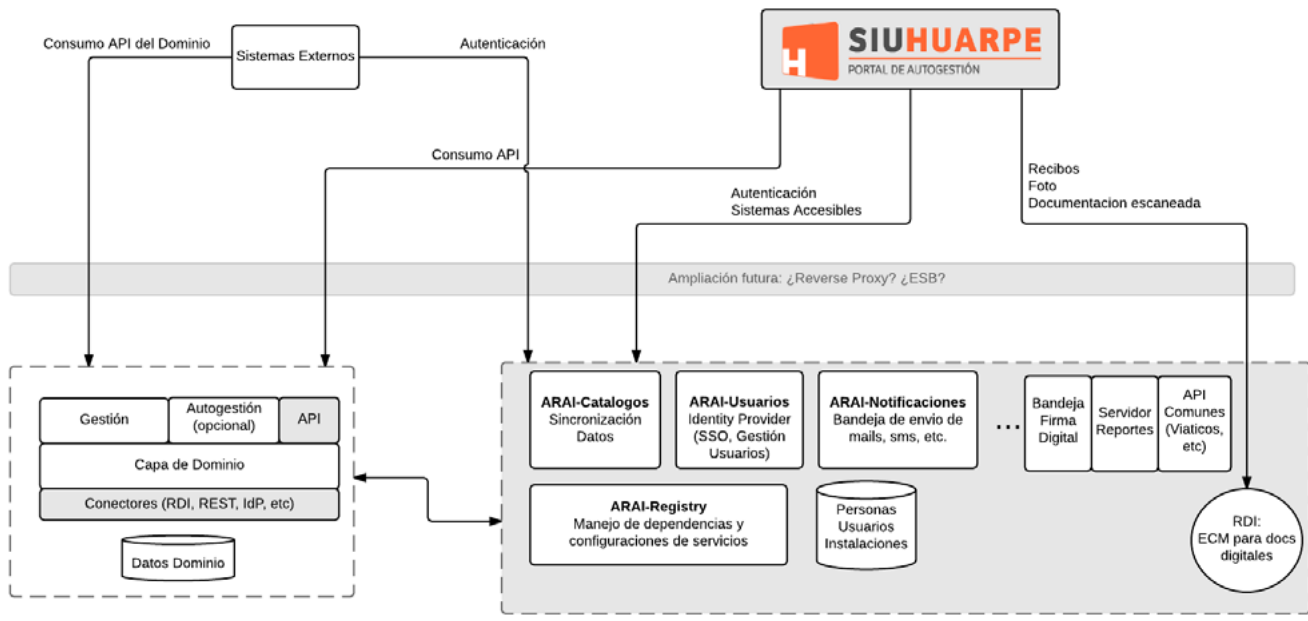 Consumo API del Dominio
Sistemas Externos
Autenticación
H
SIUHUARPE
PORTAL DE AUTOGESTIÓN
Consumo API
Autenticación
Sistemas Accesibles
Recibos
Foto
Documentacion escaneada
Ampliación futura: ¿Reverse Proxy? ¿ESB?
Gestión
Autogestión
(opcional)
API
Capa de Dominio
Conectores (RDI, REST, IdP, etc)
Datos Dominio
ARAI-Catalogos
Sincronización
Datos
ARAI-Usuarios
Identity Provider
(SSO, Gestión
Usuarios)
ARAI-Notificaciones
Bandeja de envio de
mails, sms, etc.
...
Bandeja
Firma
Digital
Servidor
Reportes
API
Comunes
(Viaticos,
etc)
ARAI-Registry
Manejo de dependencias y
configuraciones de servicios
Personas
Usuarios
Instalaciones
RDI:
ECM para docs
digitales